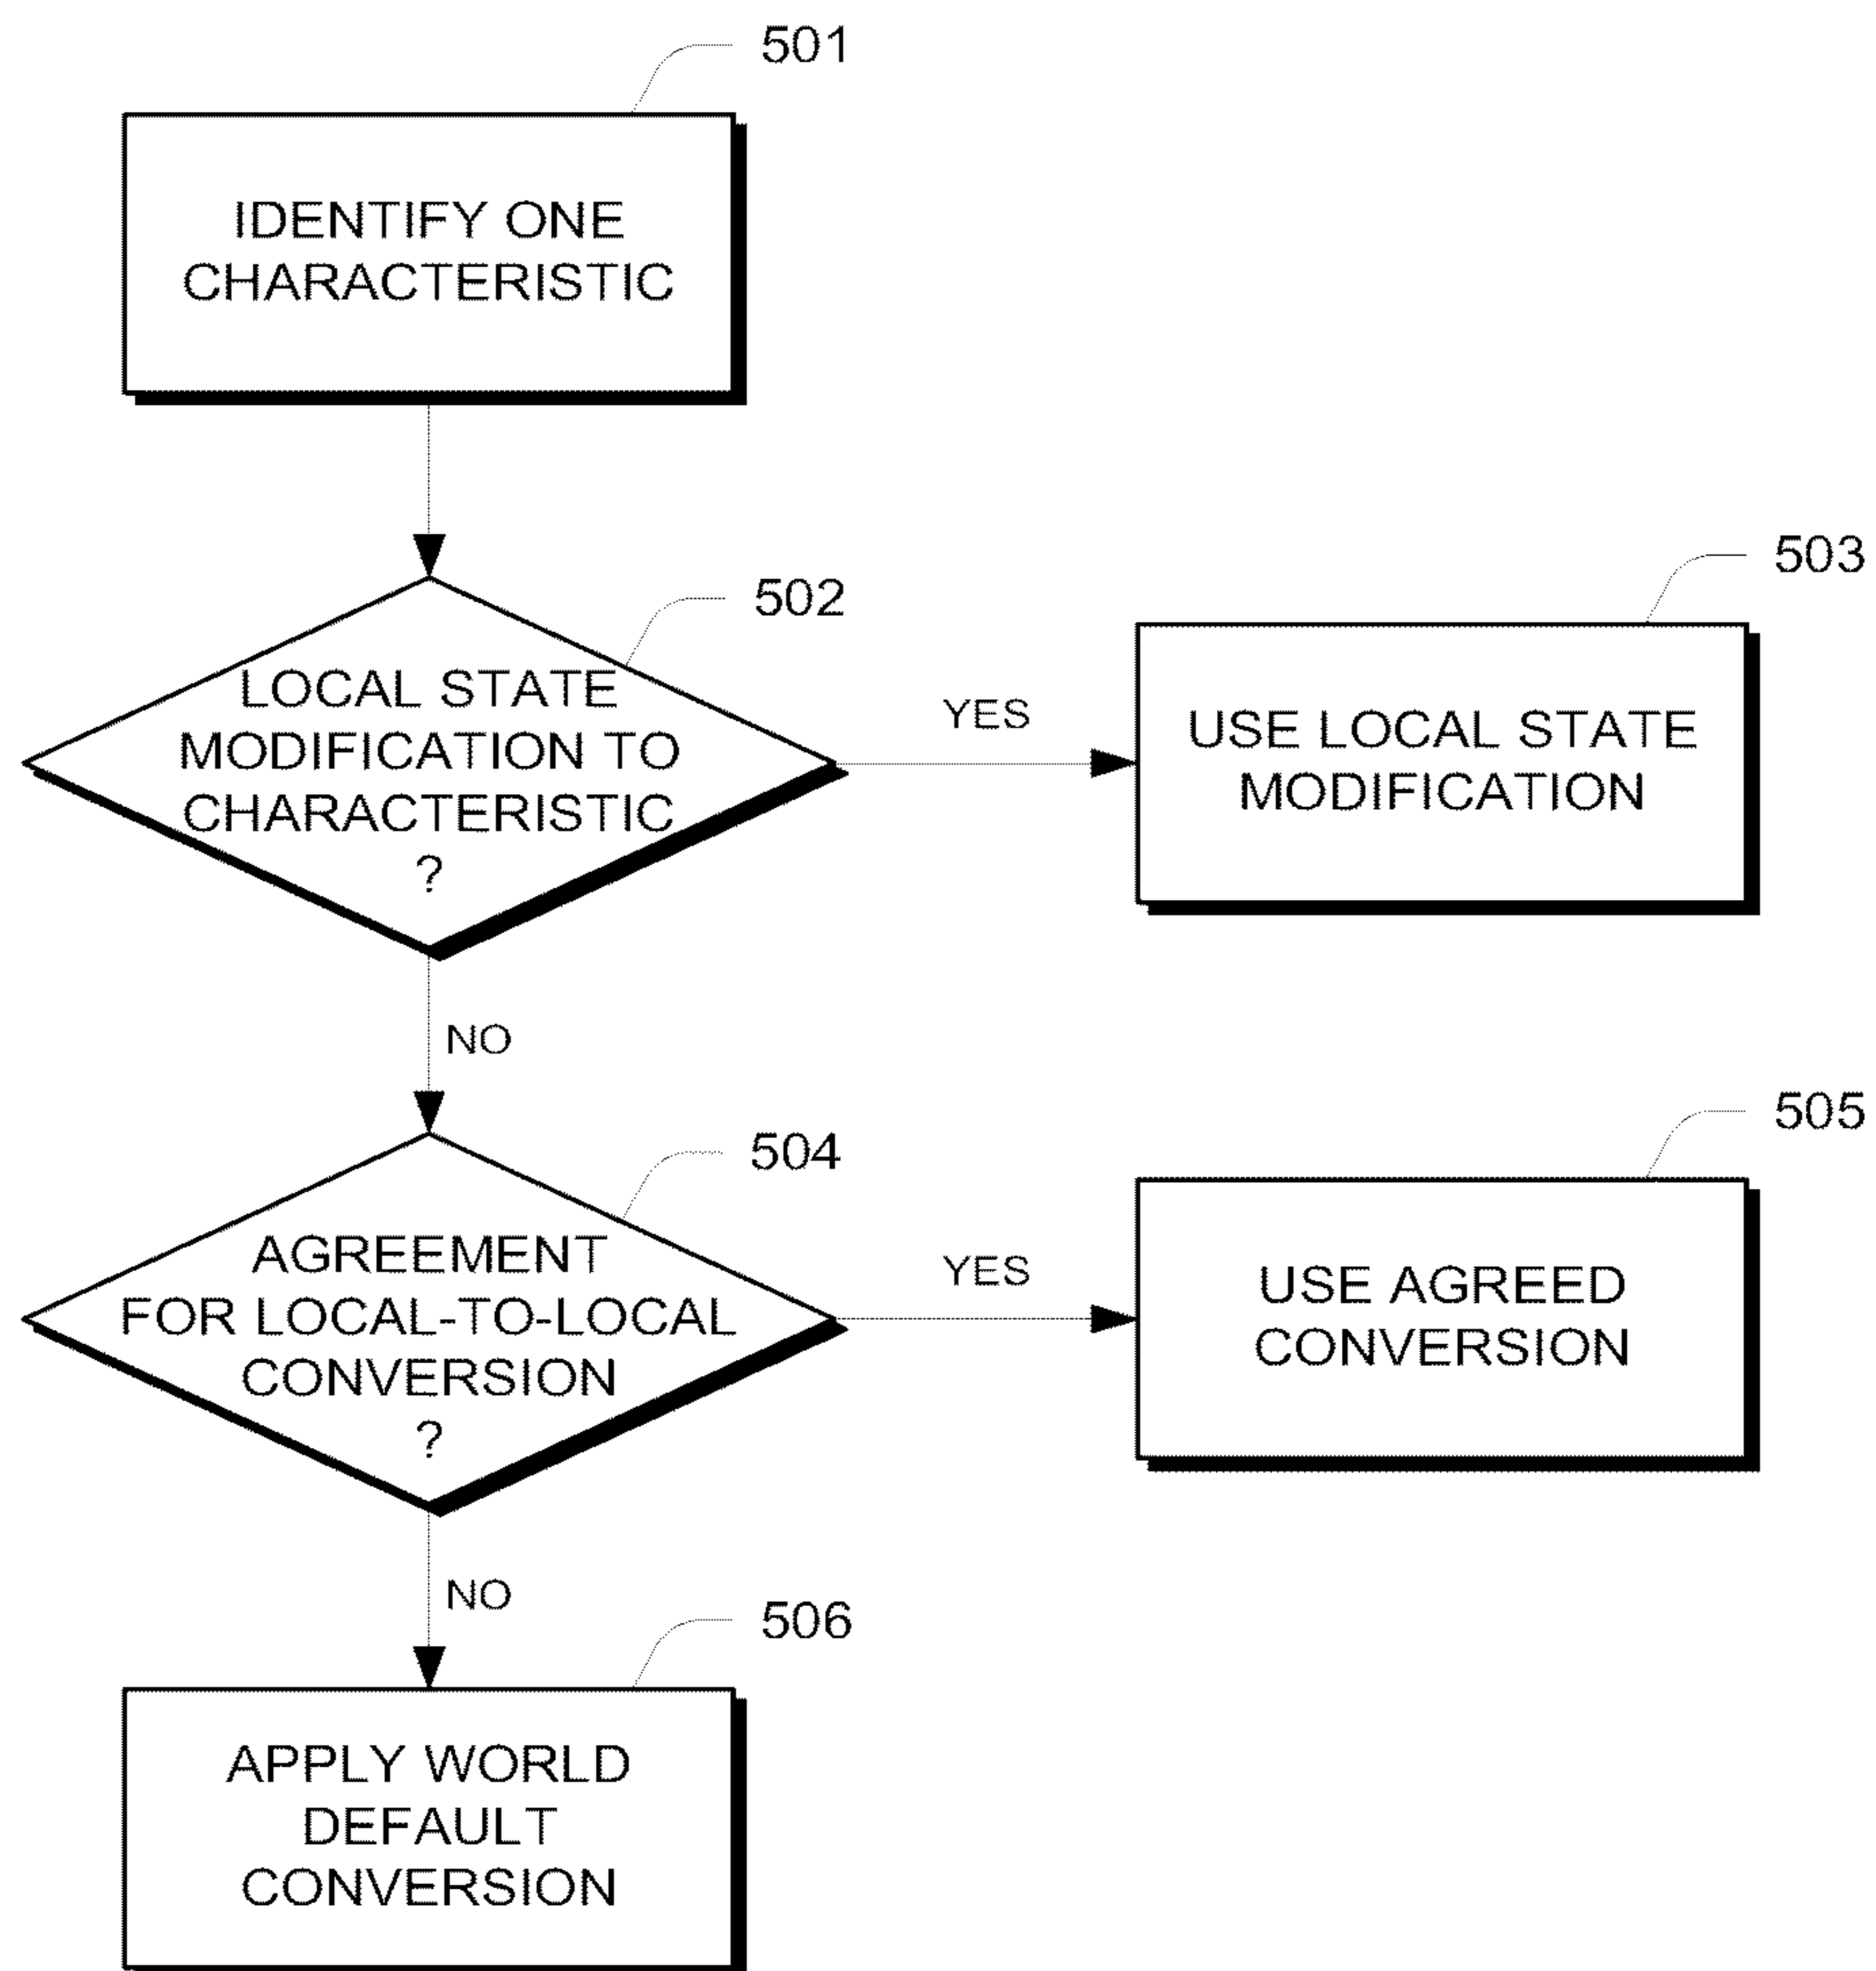 501
IDENTIFY ONE
CHARACTERISTIC
502
LOCAL STATE
MODIFICATION TO
CHARACTERISTIC
?
YES
503
USE LOCAL STATE
MODIFICATION
NO
504
AGREEMENT
FOR LOCAL-TO-LOCAL
CONVERSION
?
YES
505
USE AGREED
CONVERSION
NO
506
APPLY WORLD
DEFAULT
CONVERSION